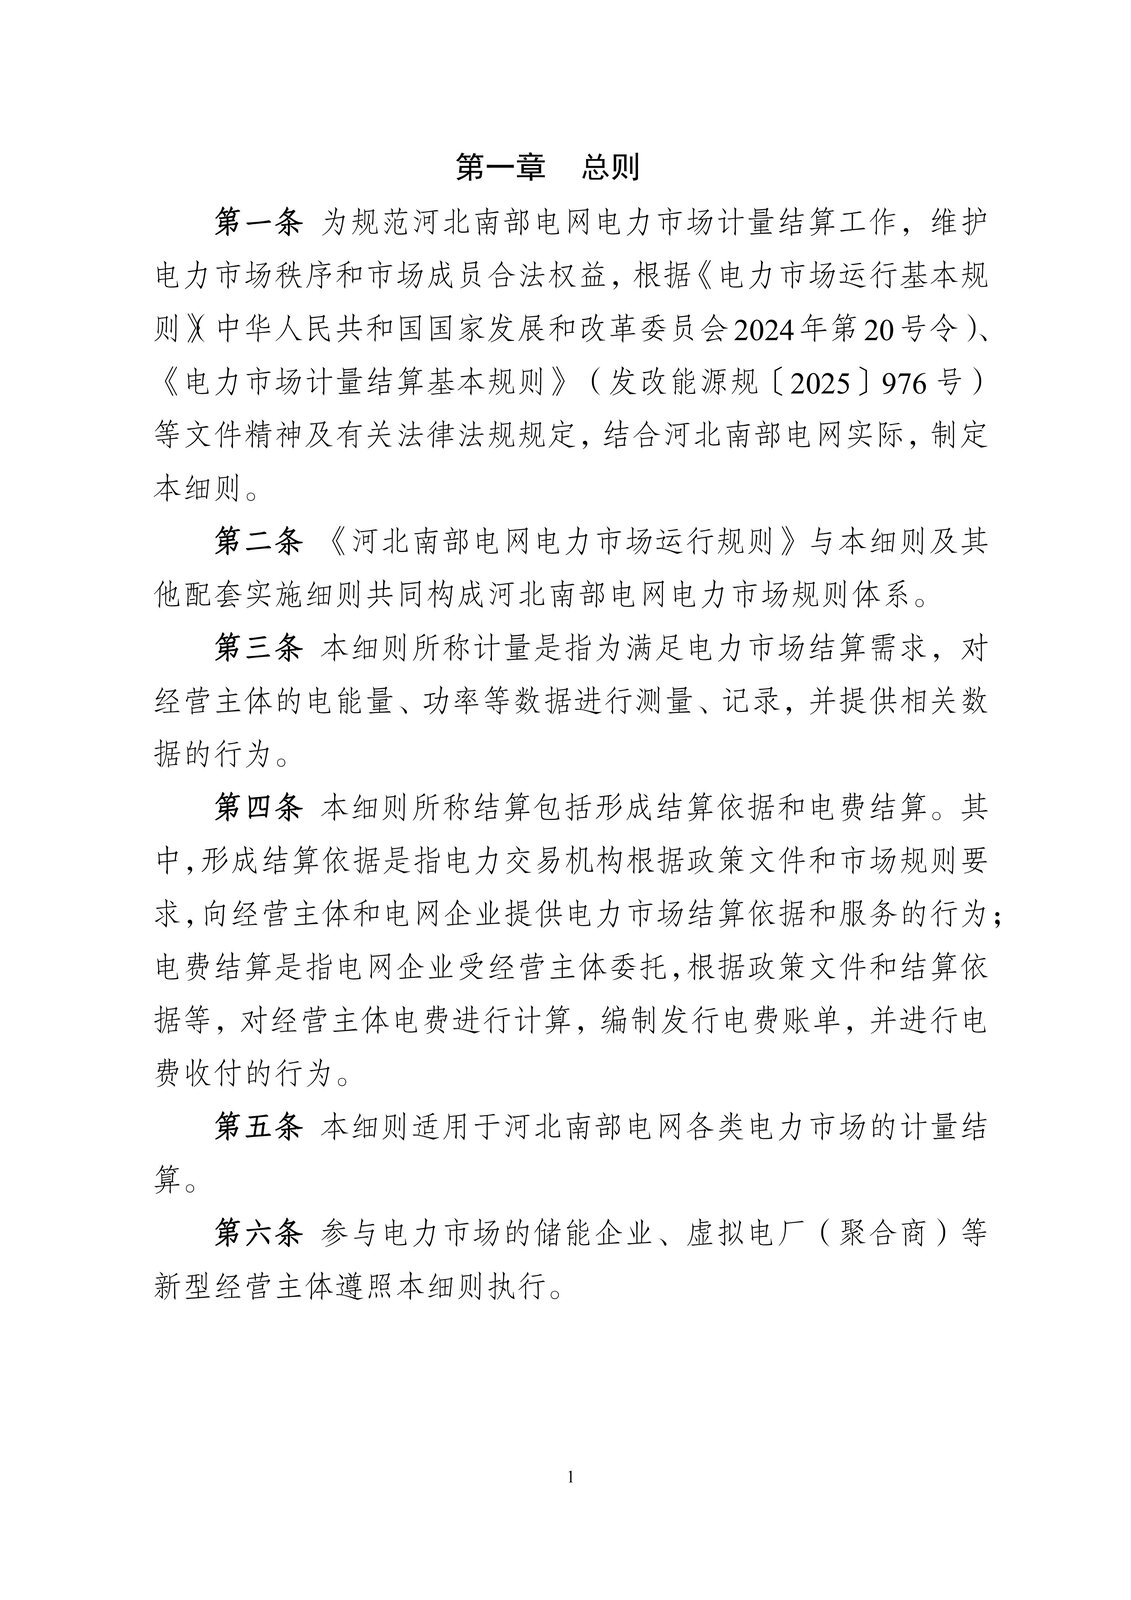 第一章　总则
第一条 为规范河北南部电网电力市场计量结算工作，维护
电力市场秩序和市场成员合法权益，根据《电力市场运行基本规
则》（中华人民共和国国家发展和改革委员会2024年第20号令）、
《电力市场计量结算基本规则》（发改能源规〔2025〕976号）
等文件精神及有关法律法规规定，结合河北南部电网实际，制定
本细则。
第二条 《河北南部电网电力市场运行规则》与本细则及其
他配套实施细则共同构成河北南部电网电力市场规则体系。
第三条 本细则所称计量是指为满足电力市场结算需求，对
经营主体的电能量、功率等数据进行测量、记录，并提供相关数
据的行为。
第四条 本细则所称结算包括形成结算依据和电费结算。其
中，形成结算依据是指电力交易机构根据政策文件和市场规则要
求，向经营主体和电网企业提供电力市场结算依据和服务的行为；
电费结算是指电网企业受经营主体委托，根据政策文件和结算依
据等，对经营主体电费进行计算，编制发行电费账单，并进行电
费收付的行为。
第五条 本细则适用于河北南部电网各类电力市场的计量结
算。
第六条 参与电力市场的储能企业、虚拟电厂（聚合商）等
新型经营主体遵照本细则执行。
1